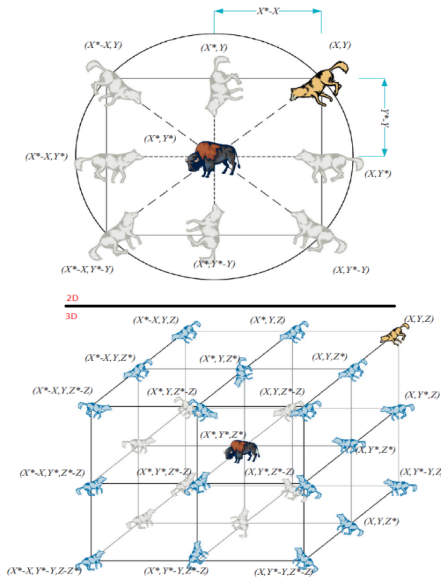 X*-X
(X*-X,Y)
(X*,Y)
(X,Y)
Y*-Y
(X*,Y*)
(X*-X,Y*)
(X,Y*)
(X*-X,Y*-Y)
(X*,Y*-Y)
(X,Y*-Y)
2D
3D
(X*-X,Y,Z)
(X*,Y,Z)
(X,Y,Z)
(X*-X,Y,Z*)
(X*,Y,Z*)
(X,Y,Z*)
(X*-X,Y,Z*-Z)
(X*,Y,Z*-Z)
(X,Y,Z*-Z)
(X,Y*,Z)
(X*,Y*,Z*)
(X,Y*,Z*)
(X*-X,Y*,Z*-Z)
(X*,Y*,Z*-Z)
(X,Y*,Z*-Z)
(X,Y*-Y,Z)
(X,Y,Z*)
(X*-X,Y*-Y,Z-Z*)
(X*,Y*-Y,Z*-Z)
(X,Y*-Y,Z*-Z)